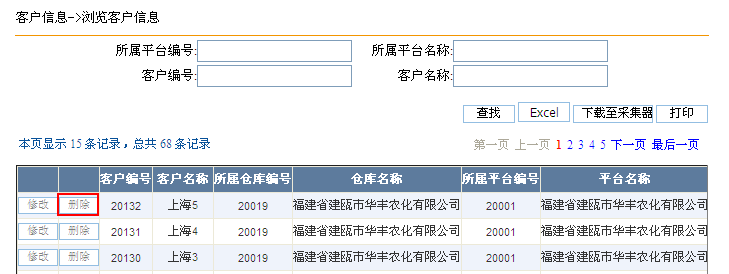 客户信息->浏览客户信息
所属平台编号: 所属平台名称:
客户编号: 客户名称:
查找 Excel 下载至采集器 打印
本页显示 15 条记录，总共 68 条记录 第一页 上一页 1 2 3 4 5 下一页 最后一页
客户编号 客户名称 所属仓库编号 仓库名称 所属平台编号 平台名称
修改 删除 20132 上海5 20019 福建省建瓯市华丰农化有限公司 20001 福建省建瓯市华丰农化有限公司
修改 删除 20131 上海4 20019 福建省建瓯市华丰农化有限公司 20001 福建省建瓯市华丰农化有限公司
修改 删除 20130 上海3 20019 福建省建瓯市华丰农化有限公司 20001 福建省建瓯市华丰农化有限公司